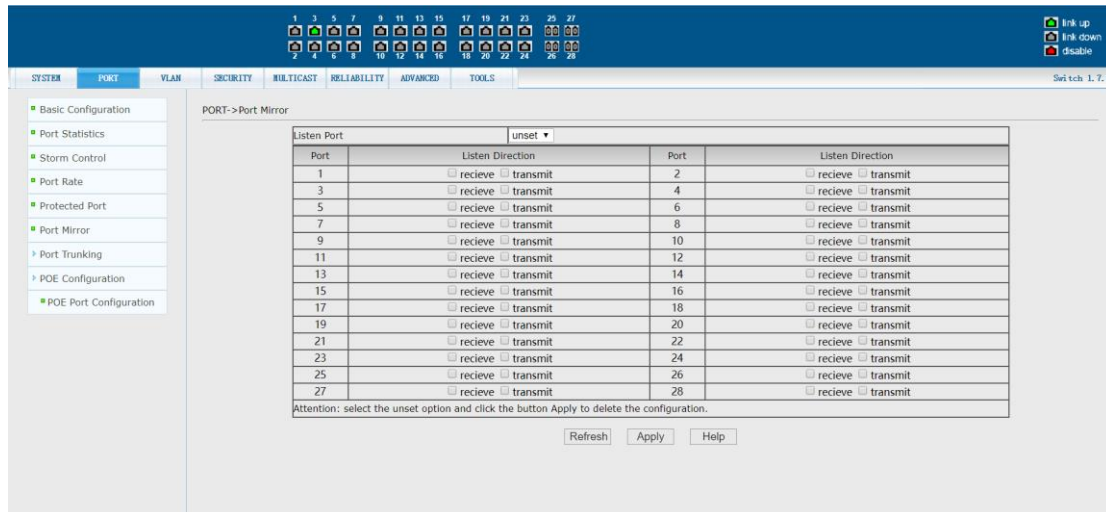 1 3 5 7 9 11 13 15 17 19 21 23 25 27
2 4 6 8 10 12 14 16 18 20 22 24 26 28
link up
link down
disable
SYSTEM PORT VLAN SECURITY MULTICAST RELIABILITY ADVANCED TOOLS Switch 1.7.
Basic Configuration
Port Statistics
Storm Control
Port Rate
Protected Port
Port Mirror
Port Trunking
POE Configuration
POE Port Configuration
PORT->Port Mirror
Listen Port unset
Port Listen Direction Port Listen Direction
1 recieve transmit 2 recieve transmit
3 recieve transmit 4 recieve transmit
5 recieve transmit 6 recieve transmit
7 recieve transmit 8 recieve transmit
9 recieve transmit 10 recieve transmit
11 recieve transmit 12 recieve transmit
13 recieve transmit 14 recieve transmit
15 recieve transmit 16 recieve transmit
17 recieve transmit 18 recieve transmit
19 recieve transmit 20 recieve transmit
21 recieve transmit 22 recieve transmit
23 recieve transmit 24 recieve transmit
25 recieve transmit 26 recieve transmit
27 recieve transmit 28 recieve transmit
Attention: select the unset option and click the button Apply to delete the configuration.
Refresh Apply Help